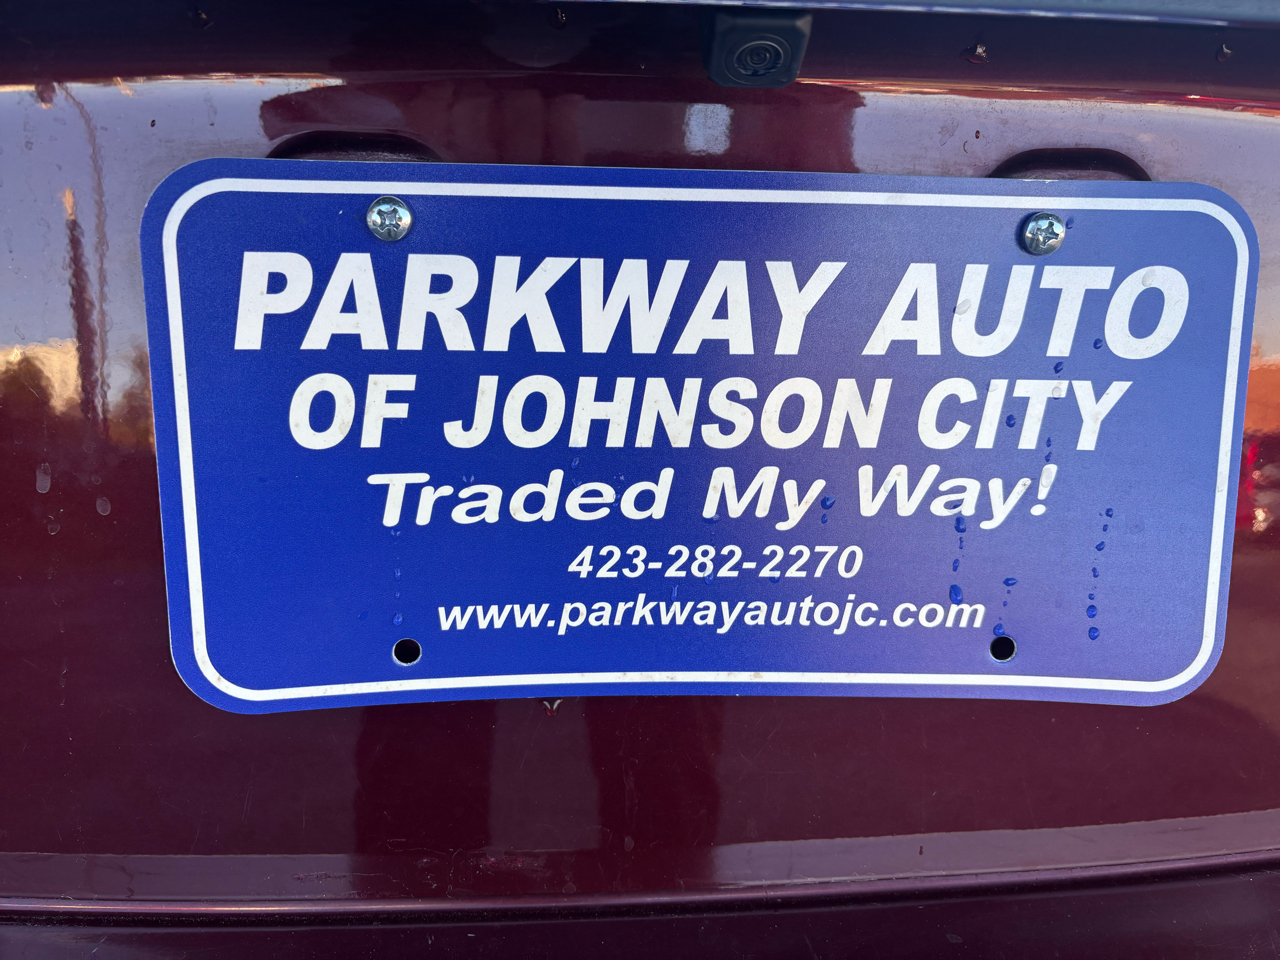 PARKWAY AUTO
OF JOHNSON CITY
Traded My Way!
423-282-2270
www.parkwayautojc.com